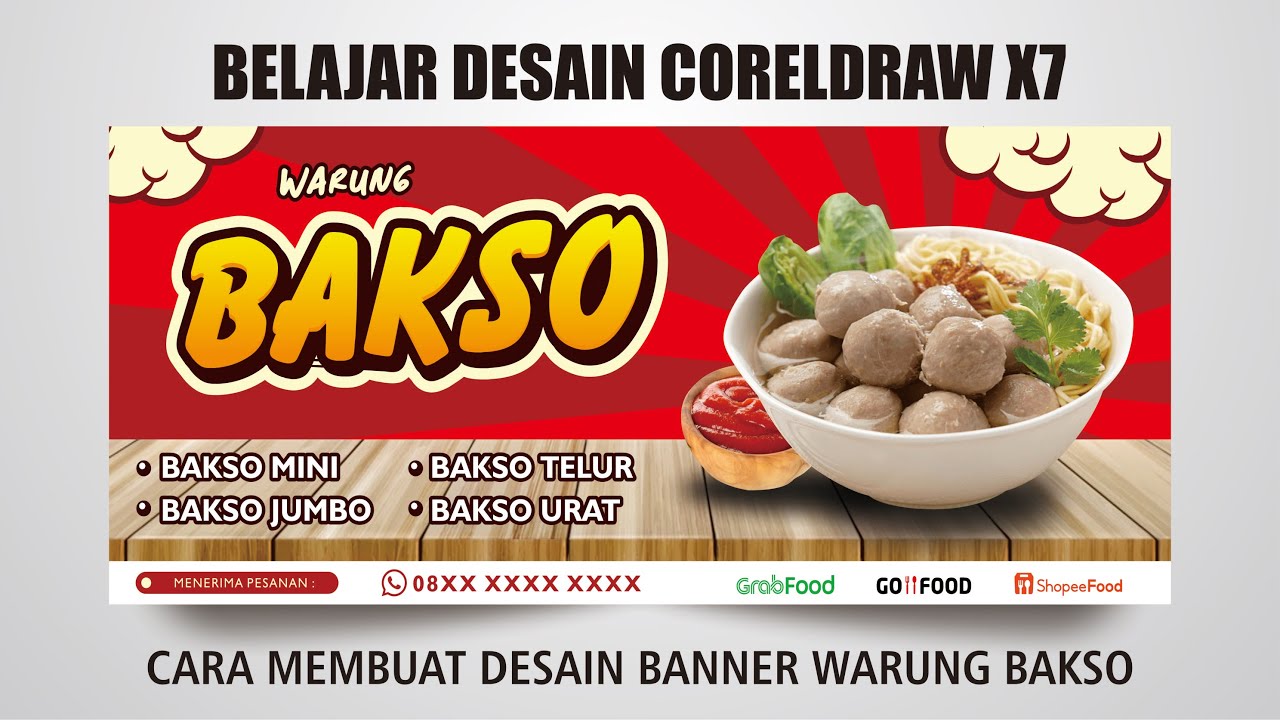 BELAJAR DESAIN CORELDRAW X7
WARUNG
BAKSO
• BAKSO MINI
• BAKSO JUMBO
• BAKSO TELUR
• BAKSO URAT
MENERIMA PESANAN :
08XX XXXX XXXX
GrabFood
GOFOOD
ShopeeFood
CARA MEMBUAT DESAIN BANNER WARUNG BAKSO